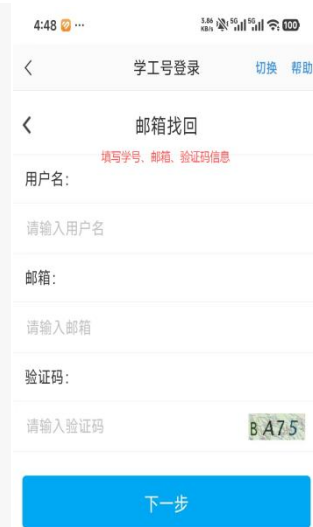 4:48 ... 3.86 KB/s 5G 5G 100
学工号登录 切换 帮助
邮箱找回
填写学号、邮箱、验证码信息
用户名:
请输入用户名
邮箱:
请输入邮箱
验证码:
请输入验证码 BA75
下一步